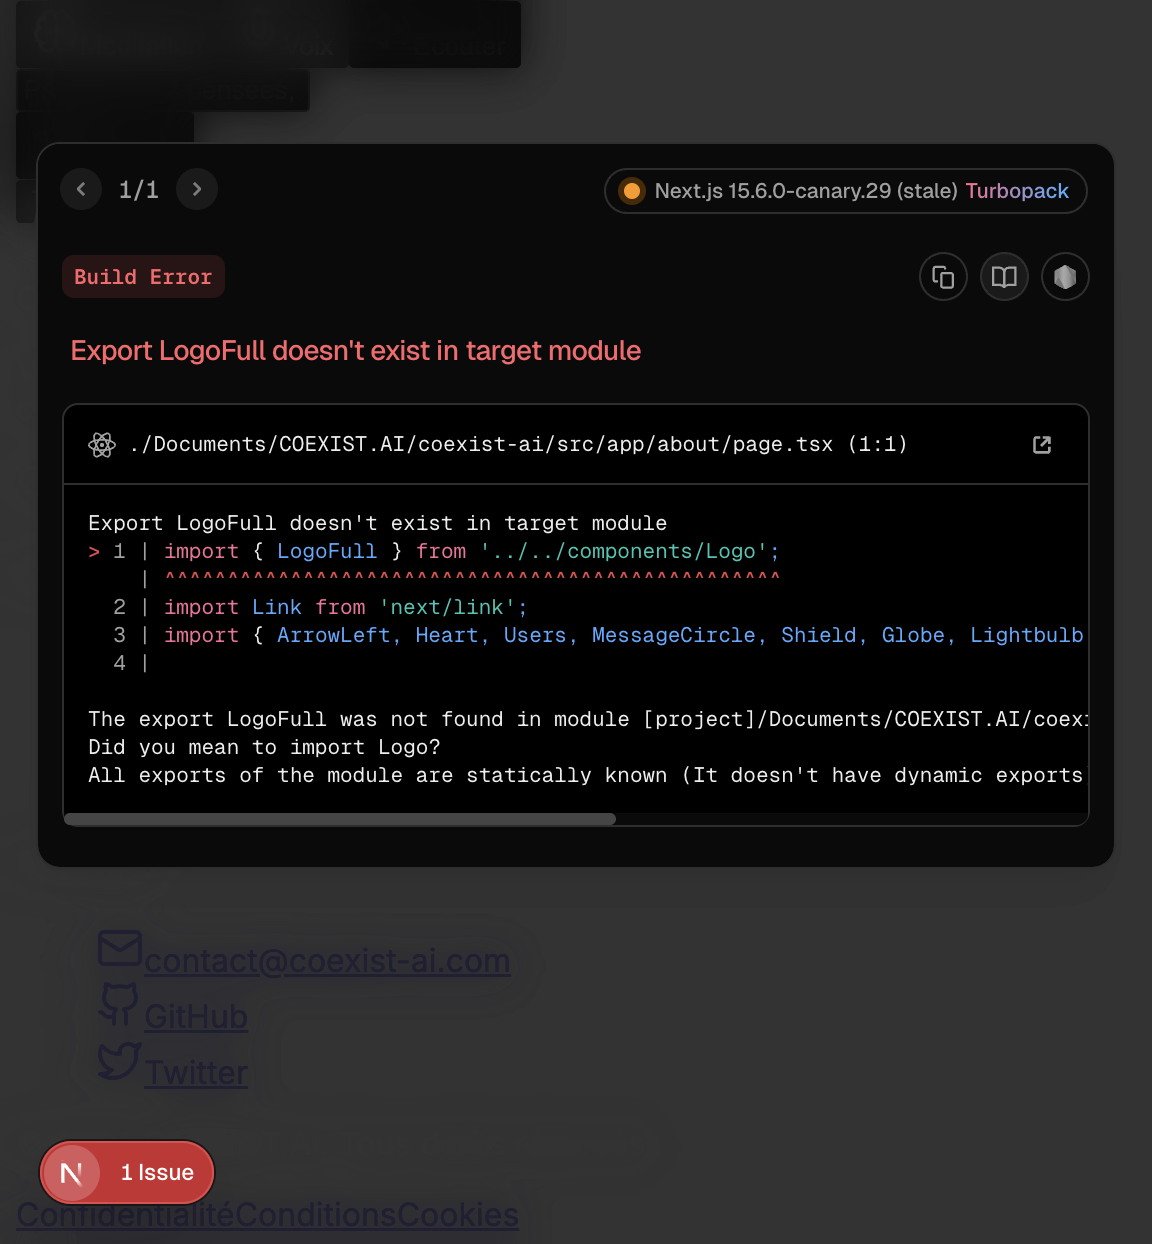 1/1
Next.js 15.6.0-canary.29 (stale) Turbopack
Build Error
Export LogoFull doesn't exist in target module
./Documents/COEXIST.AI/coexist-ai/src/app/about/page.tsx (1:1)
Export LogoFull doesn't exist in target module
> 1 | import { LogoFull } from '../../components/Logo';
| ^^^^^^^^^^^^^^^^^^^^^^^^^^^^^^^^^^^^^^^^^^^^^^^^^
2 | import Link from 'next/link';
3 | import { ArrowLeft, Heart, Users, MessageCircle, Shield, Globe, Lightbulb
4 |
The export LogoFull was not found in module [project]/Documents/COEXIST.AI/coexi
Did you mean to import Logo?
All exports of the module are statically known (It doesn't have dynamic exports
contact@coexist-ai.com
GitHub
Twitter
N 1 Issue
ConfidentialitéConditionsCookies